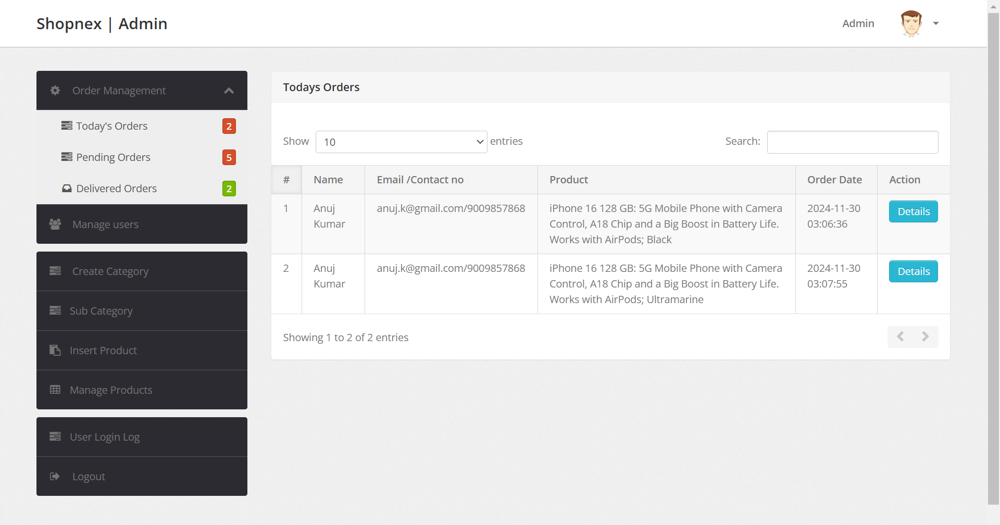 Shopnex | Admin
Admin
Order Management
Today's Orders 2
Pending Orders 5
Delivered Orders 2
Manage users
Create Category
Sub Category
Insert Product
Manage Products
User Login Log
Logout
Todays Orders
Show 10 entries
Search:
# Name Email /Contact no Product Order Date Action
1 Anuj anuj.k@gmail.com/9009857868 iPhone 16 128 GB: 5G Mobile Phone with Camera 2024-11-30 Details
Kumar Control, A18 Chip and a Big Boost in Battery Life. 03:06:36
Works with AirPods; Black
2 Anuj anuj.k@gmail.com/9009857868 iPhone 16 128 GB: 5G Mobile Phone with Camera 2024-11-30 Details
Kumar Control, A18 Chip and a Big Boost in Battery Life. 03:07:55
Works with AirPods; Ultramarine
Showing 1 to 2 of 2 entries